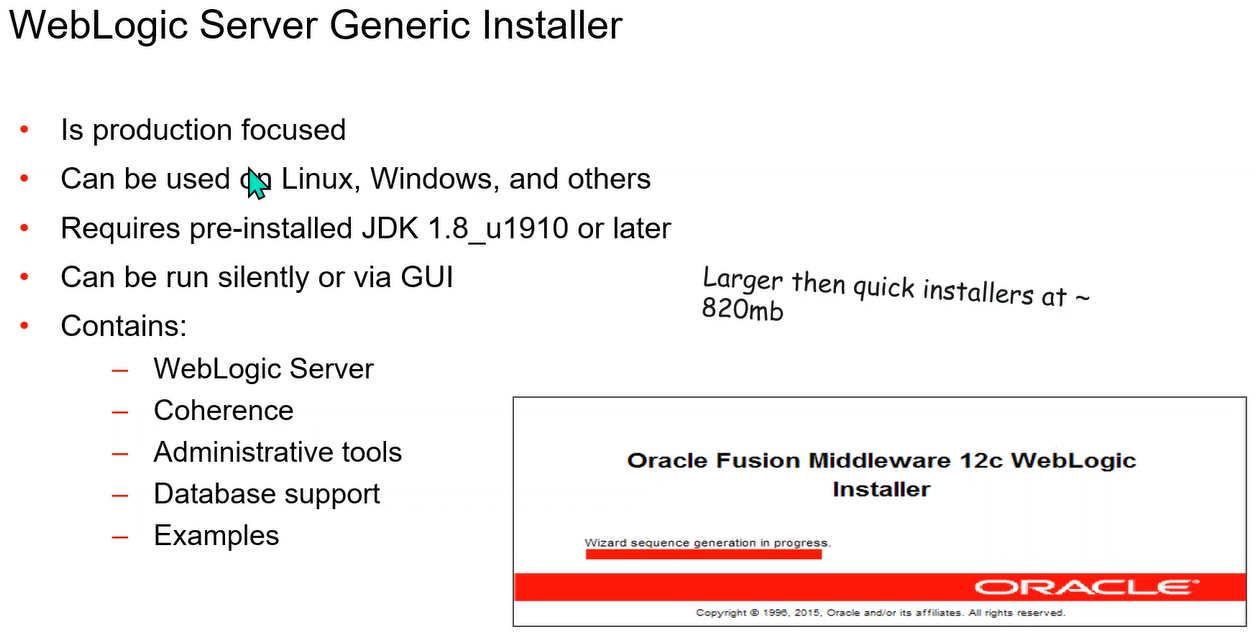 WebLogic Server Generic Installer
• Is production focused
• Can be used on Linux, Windows, and others
• Requires pre-installed JDK 1.8_u1910 or later
• Can be run silently or via GUI
Larger then quick installers at ~
820mb
• Contains:
– WebLogic Server
– Coherence
– Administrative tools
– Database support
– Examples
Oracle Fusion Middleware 12c WebLogic
Installer
Wizard sequence generation in progress.
ORACLE
Copyright © 1996, 2015, Oracle and/or its affiliates. All rights reserved.